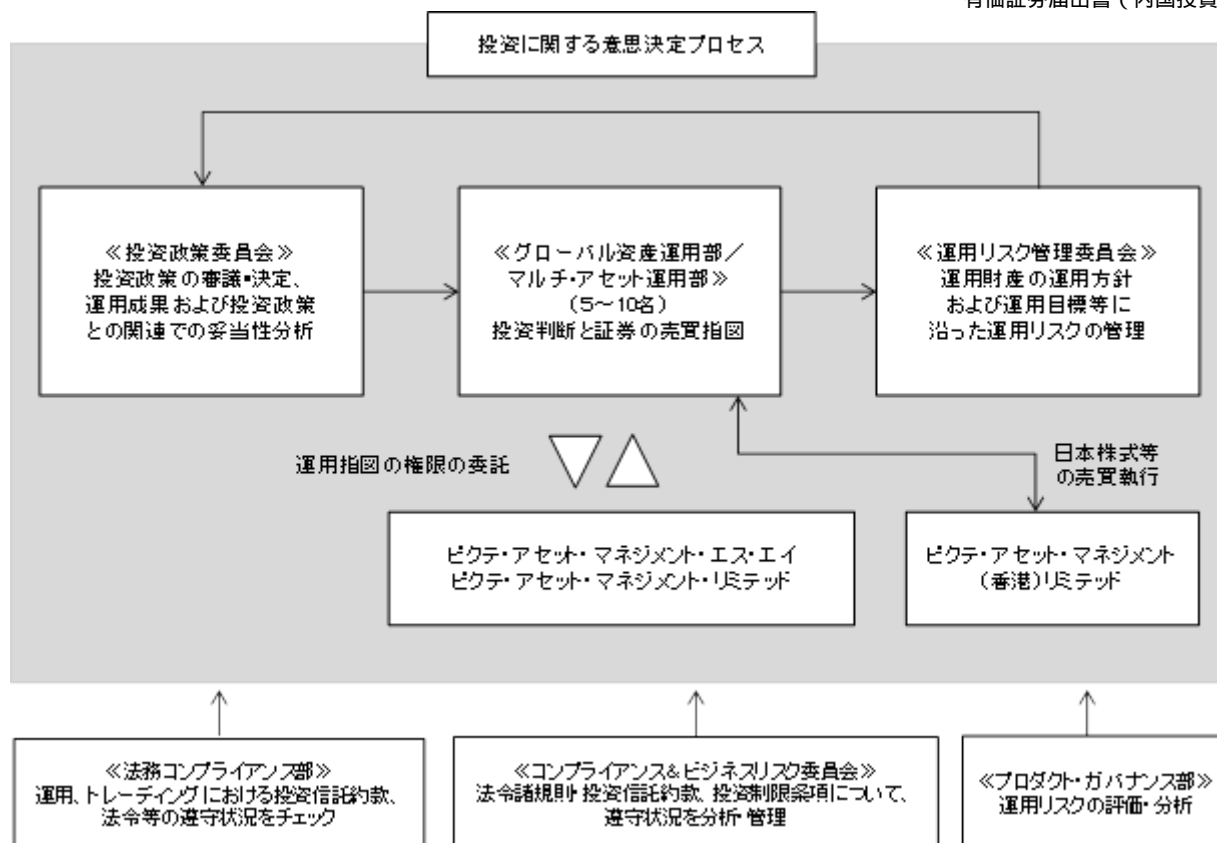 有価証券届出書(内国投資
投資に関する意思決定プロセス
≪投資政策委員会≫
投資政策の審議・決定、
運用成果および投資政策
との関連での妥当性分析
≪グローバル資産運用部/
マルチ・アセット運用部≫
(5~10名)
投資判断と証券の売買指図
≪運用リスク管理委員会≫
運用財産の運用方針
および運用目標等に
沿った運用リスクの管理
運用指図の権限の委託
日本株式等
の売買執行
ピクテ・アセット・マネジメント・エス・エイ
ピクテ・アセット・マネジメント・リミテッド
ピクテ・アセット・マネジメント
(香港)リミテッド
≪法務コンプライアンス部≫
運用、トレーディングにおける投資信託約款、
法令等の遵守状況をチェック
≪コンプライアンス&ビジネスリスク委員会≫
法令諸規則・投資信託約款、投資制限条項について、
遵守状況を分析・管理
≪プロダクト・ガバナンス部≫
運用リスクの評価・分析